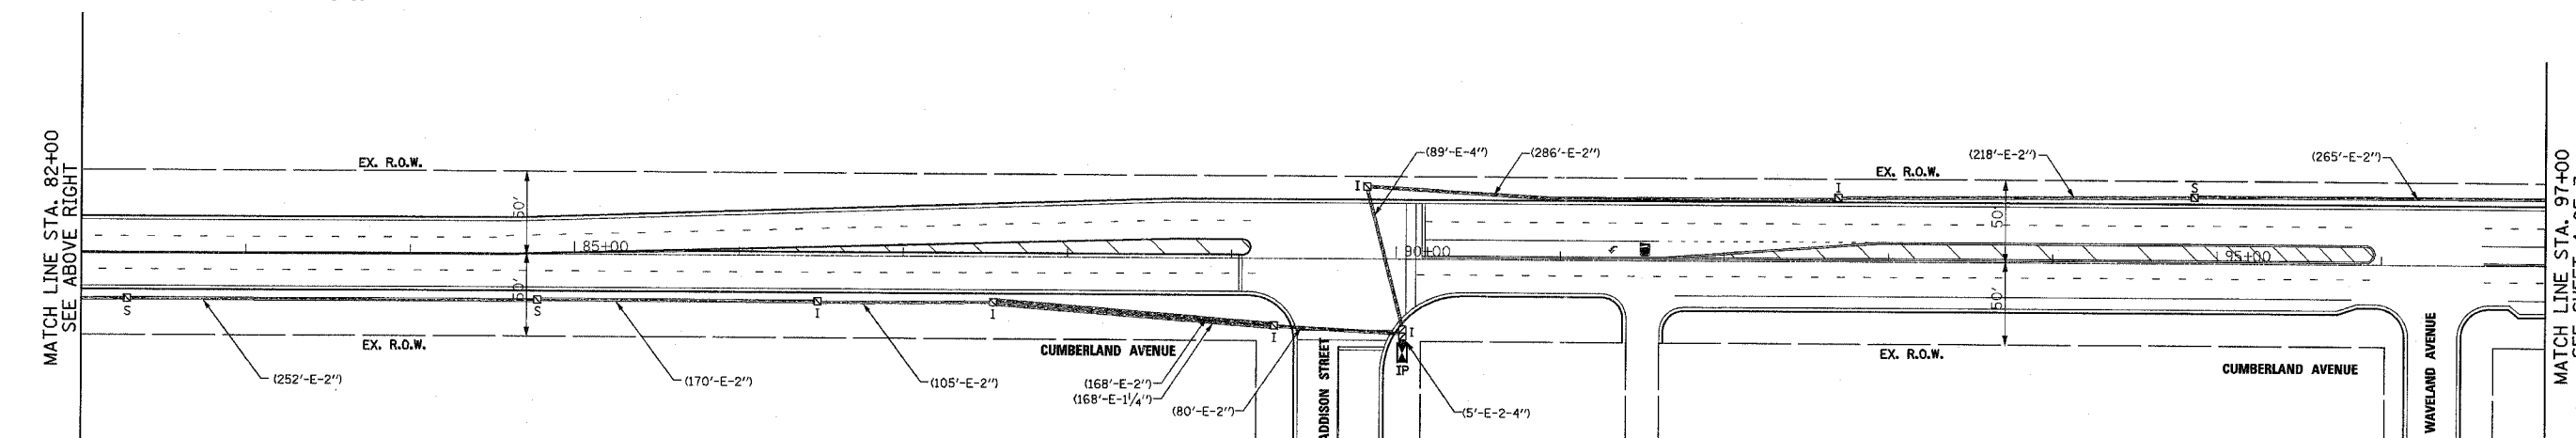 MATCH LINE STA. 82+00
SEE ABOVE RIGHT
EX. R.O.W.
50'
85+00
50'
EX. R.O.W.
S
S
I
I
I
(252'-E-2")
(170'-E-2")
(105'-E-2")
CUMBERLAND AVENUE
(168'-E-2")
(168'-E-1¼")
(80'-E-2")
ADDISON STREET
I
(89'-E-4")
(286'-E-2")
90+00
I
IP
(5'-E-2-4")
I
(218'-E-2")
EX. R.O.W.
S
(265'-E-2")
50'
95+00
50'
EX. R.O.W.
CUMBERLAND AVENUE
WAVELAND AVENUE
MATCH LINE STA. 97+00